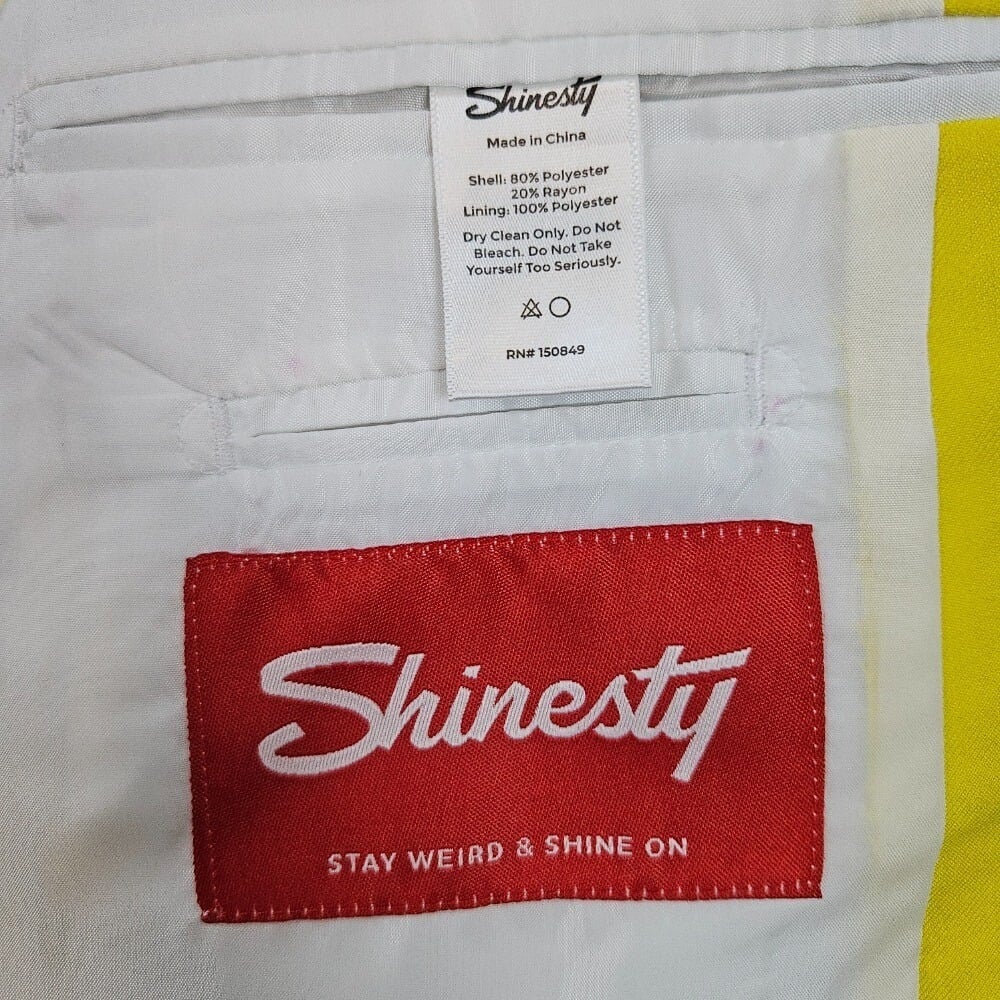 Shinesty
Made in China
Shell: 80% Polyester
20% Rayon
Lining: 100% Polyester
Dry Clean Only. Do Not
Bleach. Do Not Take
Yourself Too Seriously.
RN# 150849
Shinesty
STAY WEIRD & SHINE ON